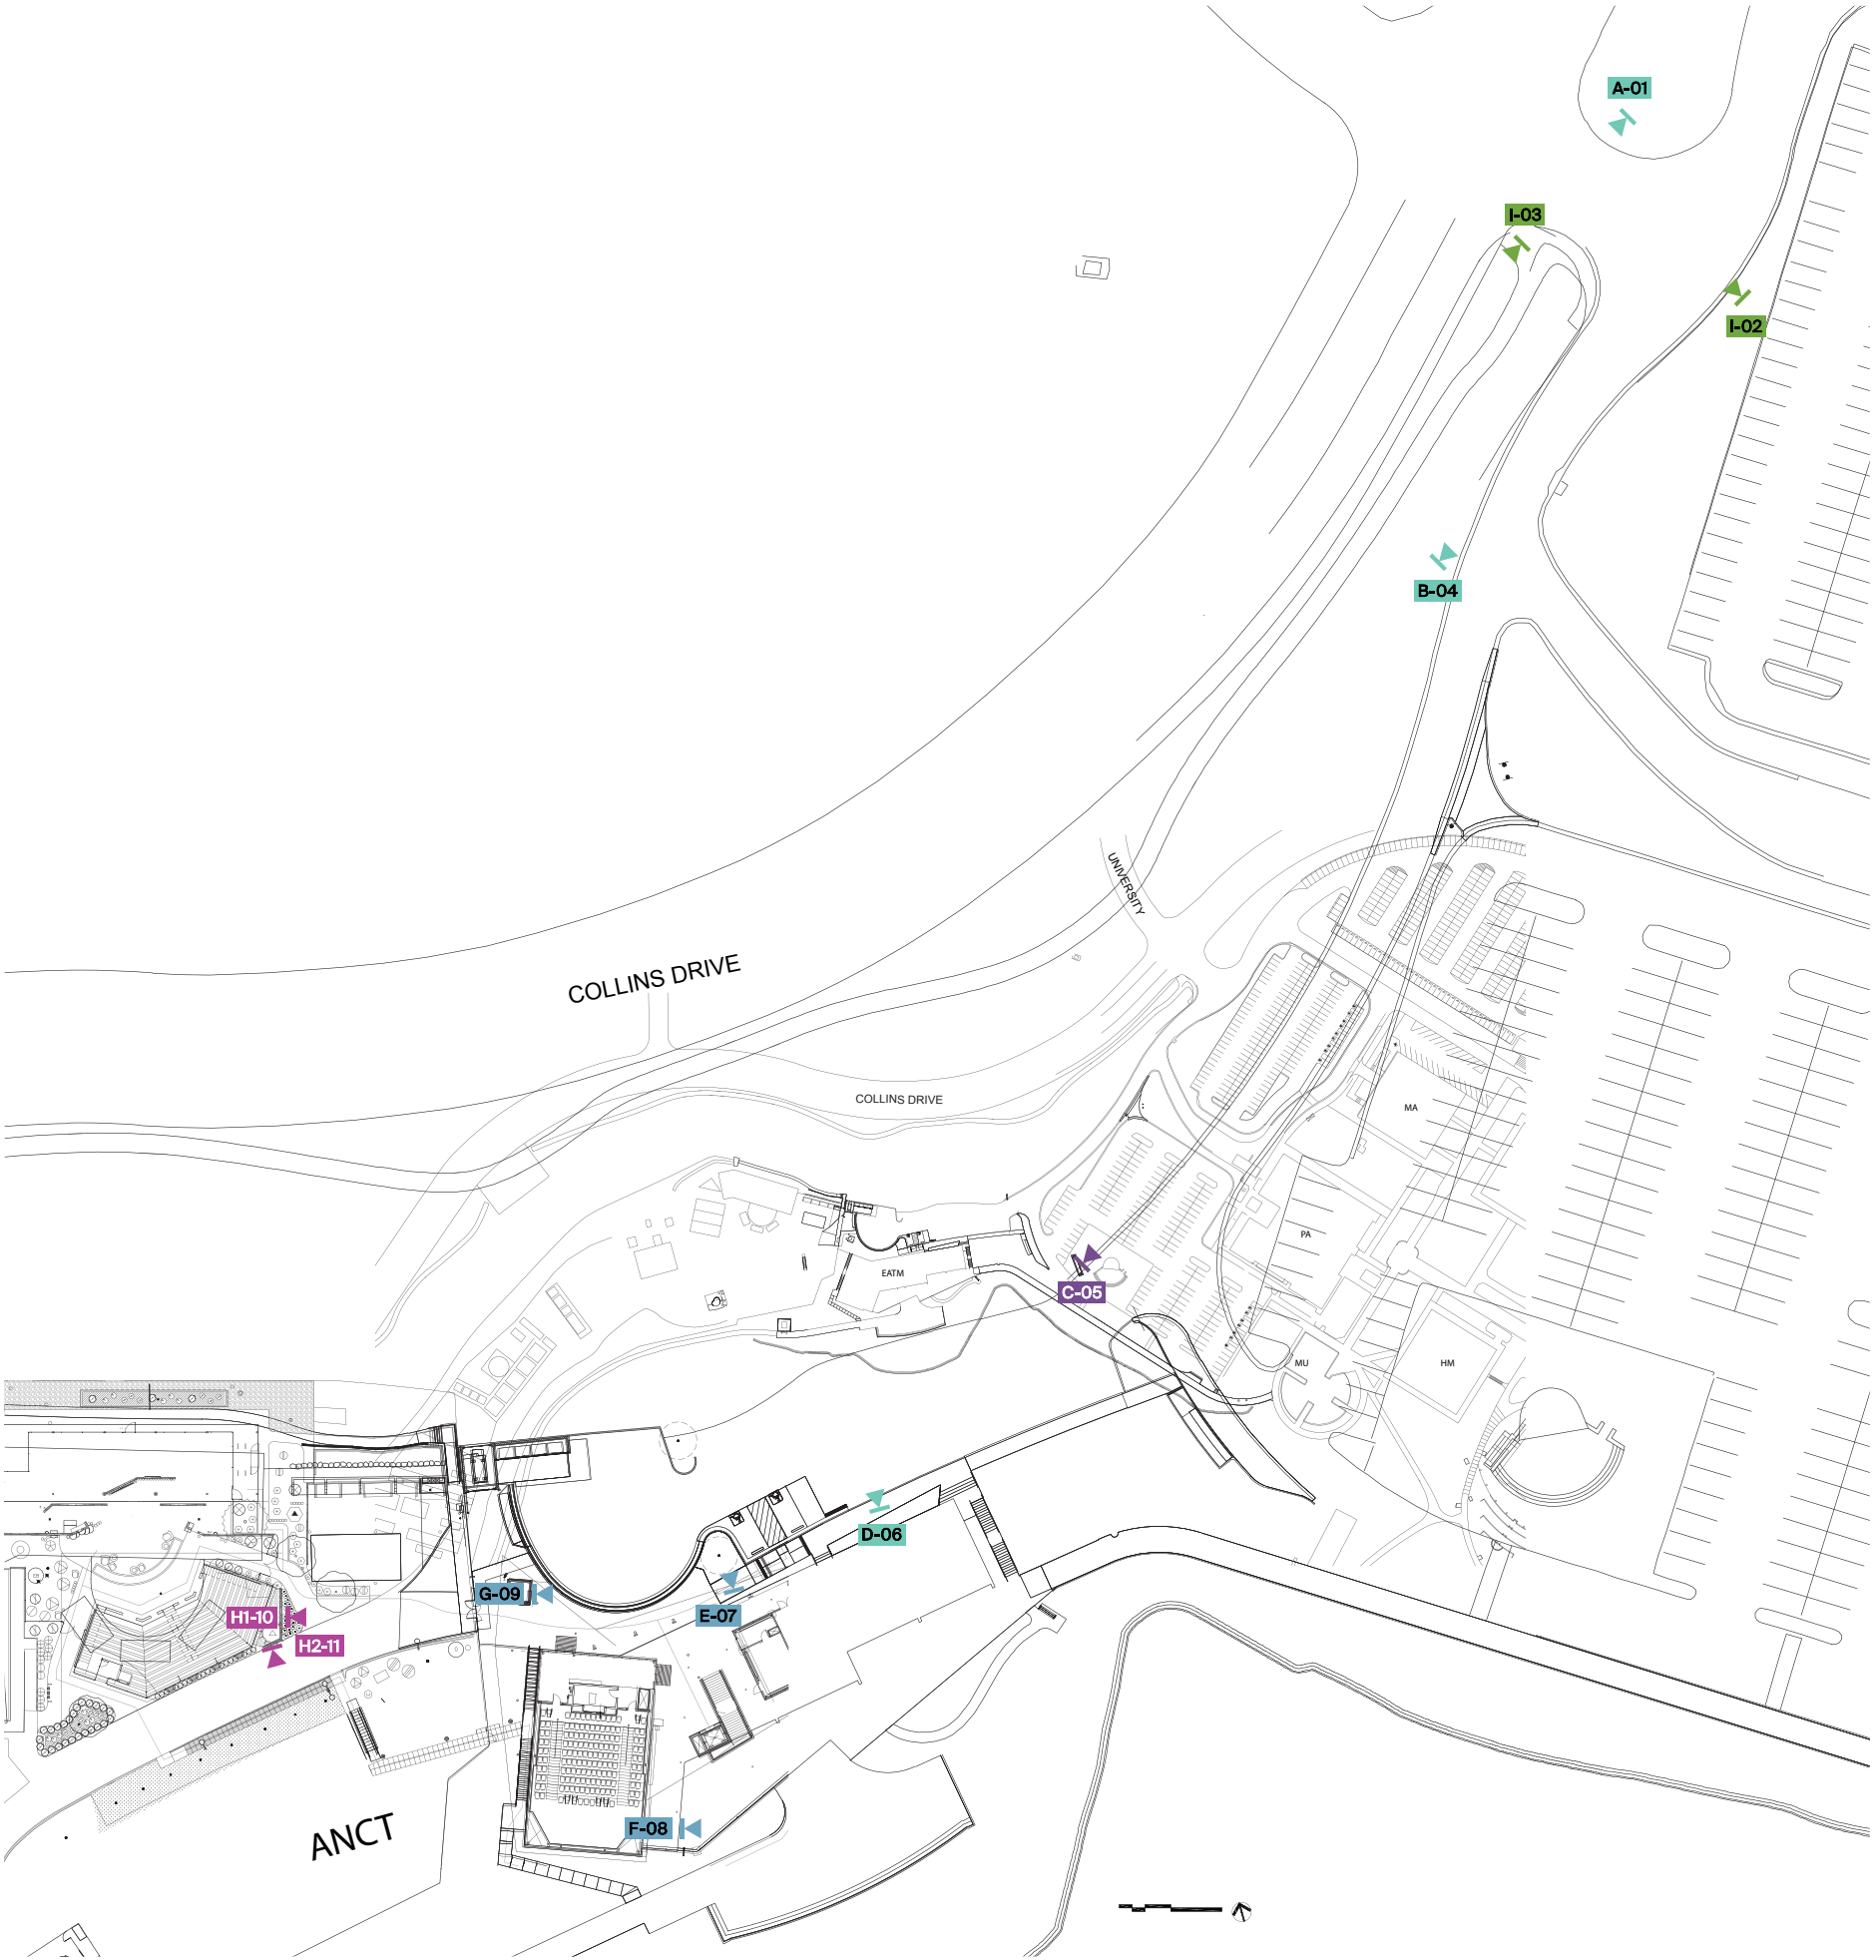 A-01
I-03
I-02
B-04
UNIVERSITY
COLLINS DRIVE
COLLINS DRIVE
MA
PA
EATM
C-05
MU
HM
D-06
G-09
E-07
H1-10
H2-11
F-08
ANCT